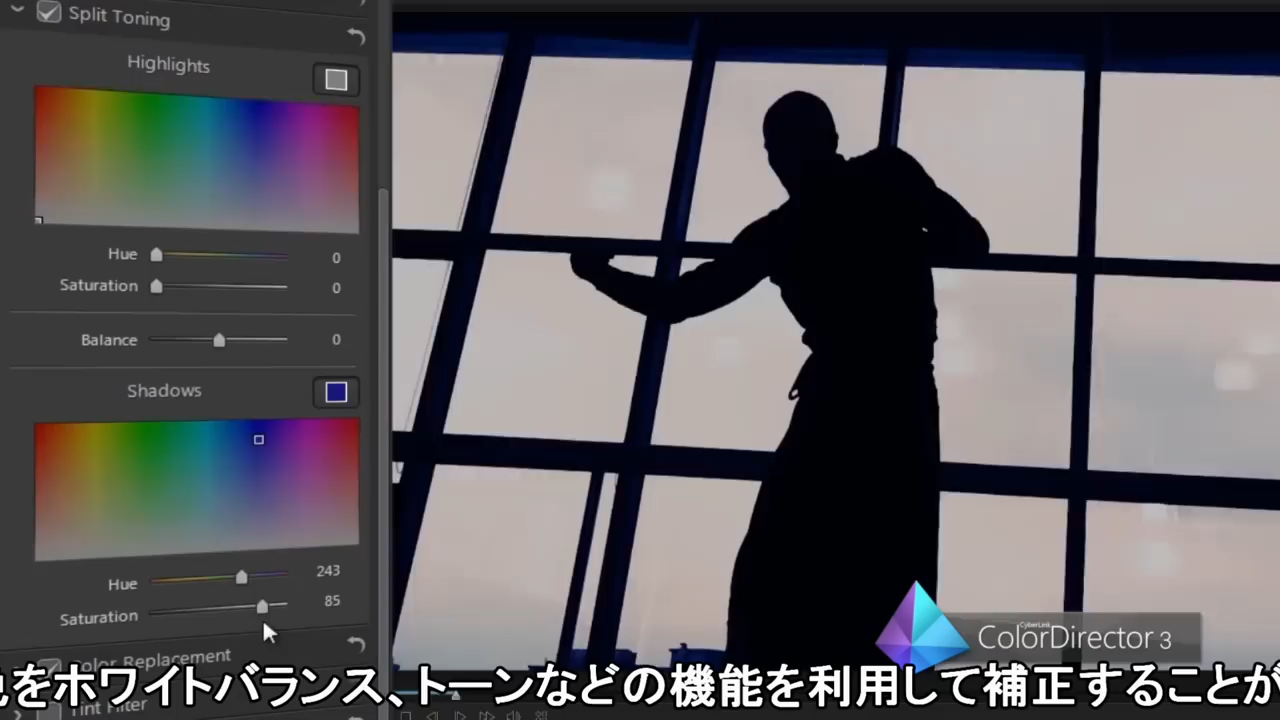 Split Toning
Highlights
Hue 0
Saturation 0
Balance 0
Shadows
Hue 243
Saturation 85
Color Replacement
Tint Filter
CyberLink
ColorDirector 3
をホワイトバランス、トーンなどの機能を利用して補正することが